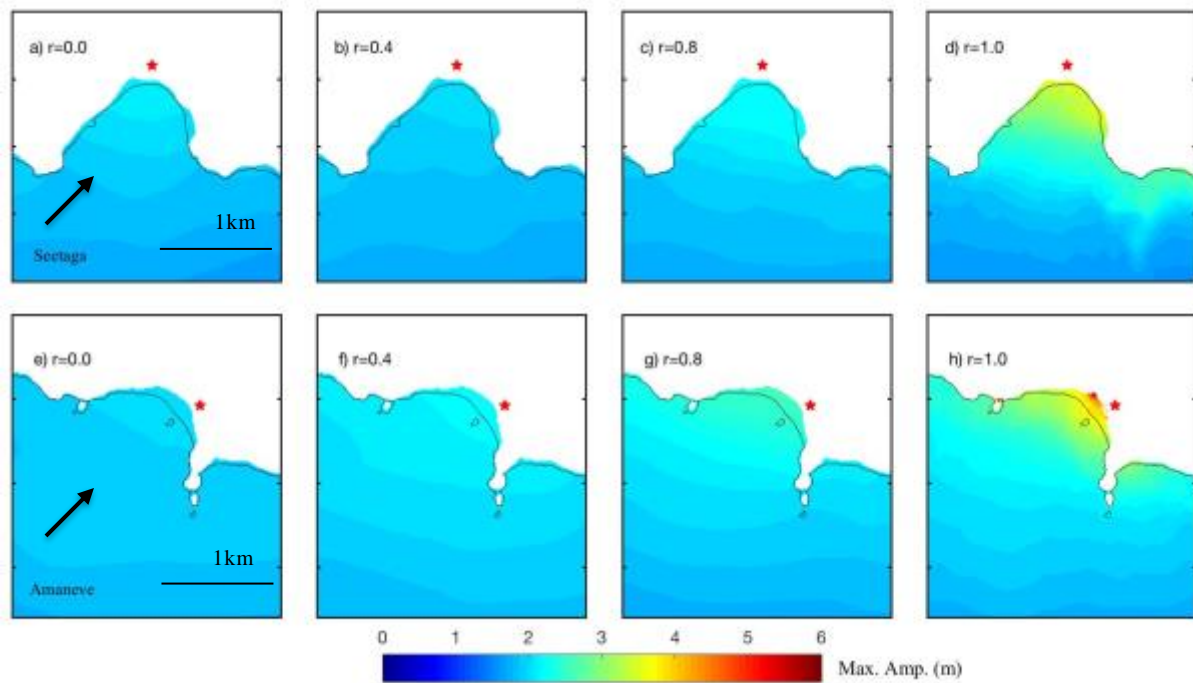 a) r=0.0
b) r=0.4
c) r=0.8
d) r=1.0
1km
Seetaga
e) r=0.0
f) r=0.4
g) r=0.8
h) r=1.0
1km
Amaneve
0 1 2 3 4 5 6
Max. Amp. (m)